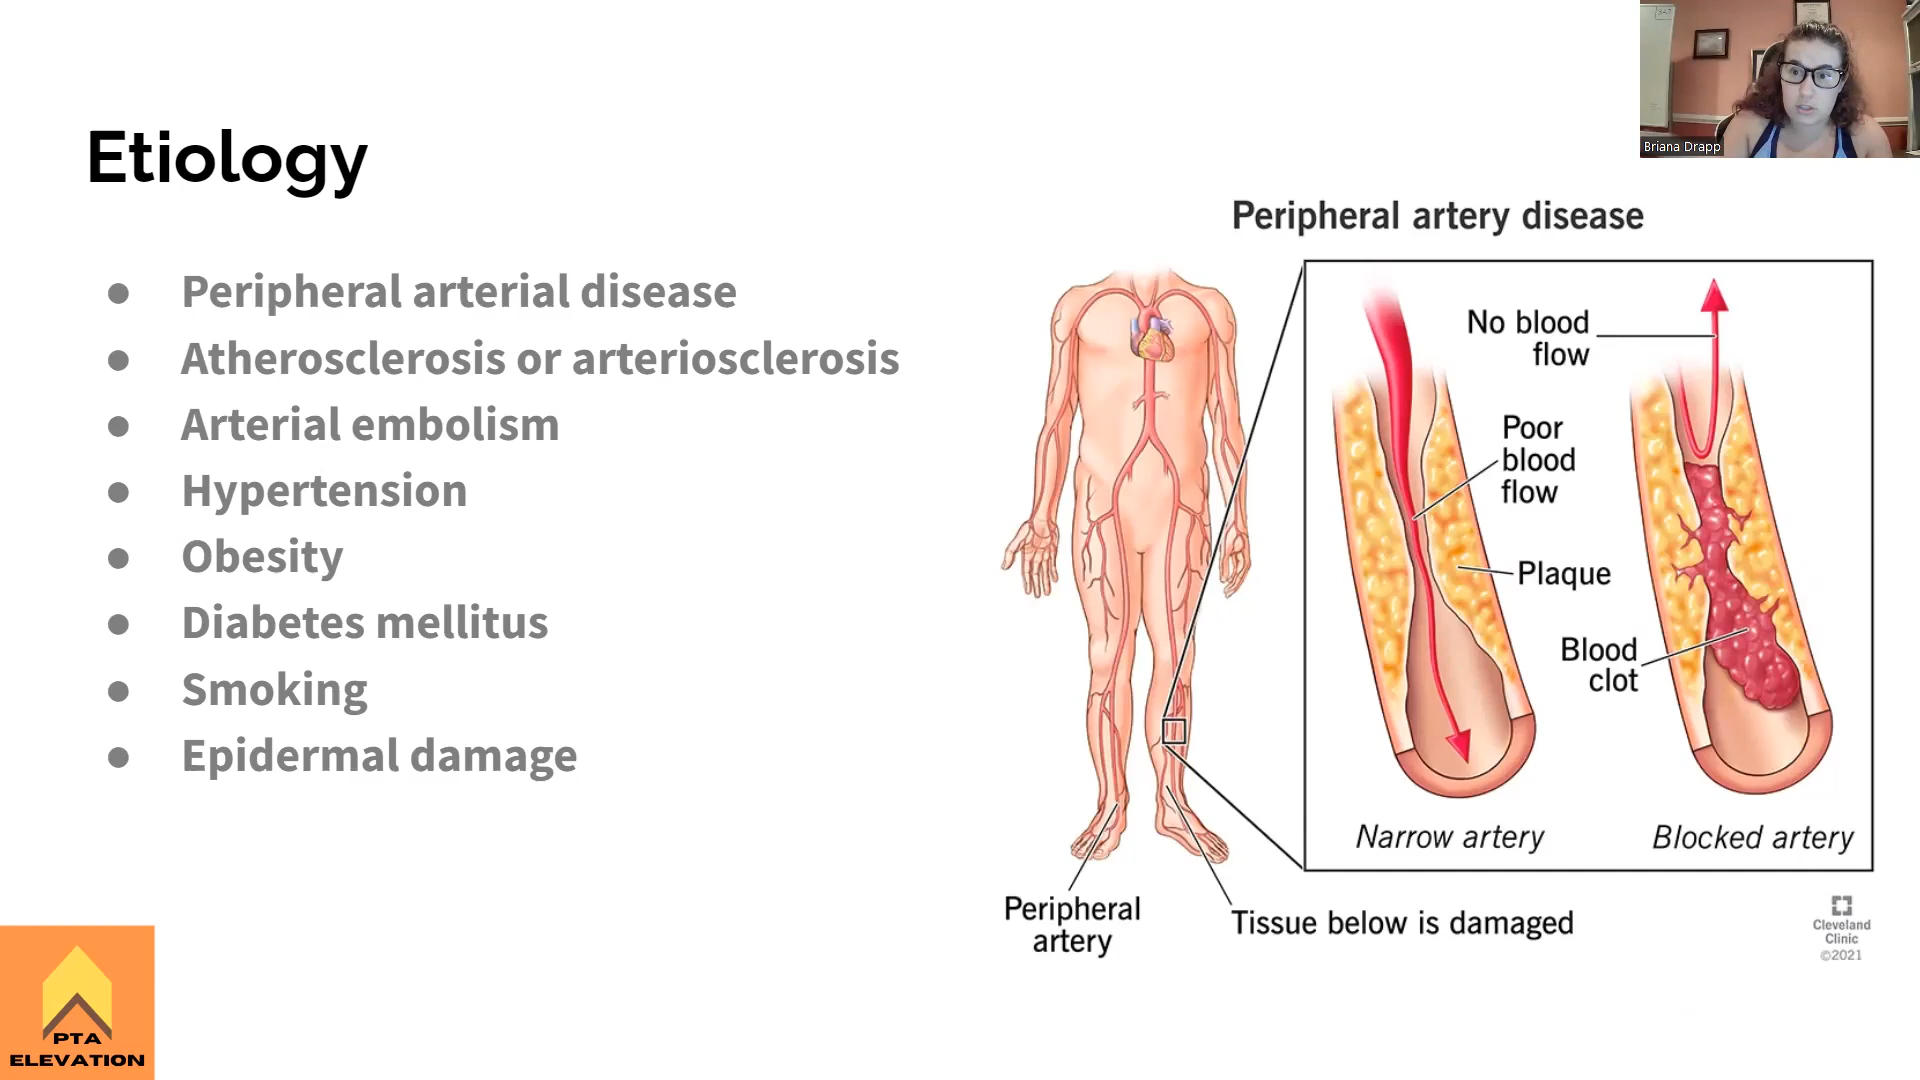 Briana Drapp
Etiology
● Peripheral arterial disease
● Atherosclerosis or arteriosclerosis
● Arterial embolism
● Hypertension
● Obesity
● Diabetes mellitus
● Smoking
● Epidermal damage
Peripheral artery disease
No blood
flow
Poor
blood
flow
Plaque
Blood
clot
Narrow artery
Blocked artery
Peripheral
artery
Tissue below is damaged
Cleveland
Clinic
©2021
PTA
ELEVATION